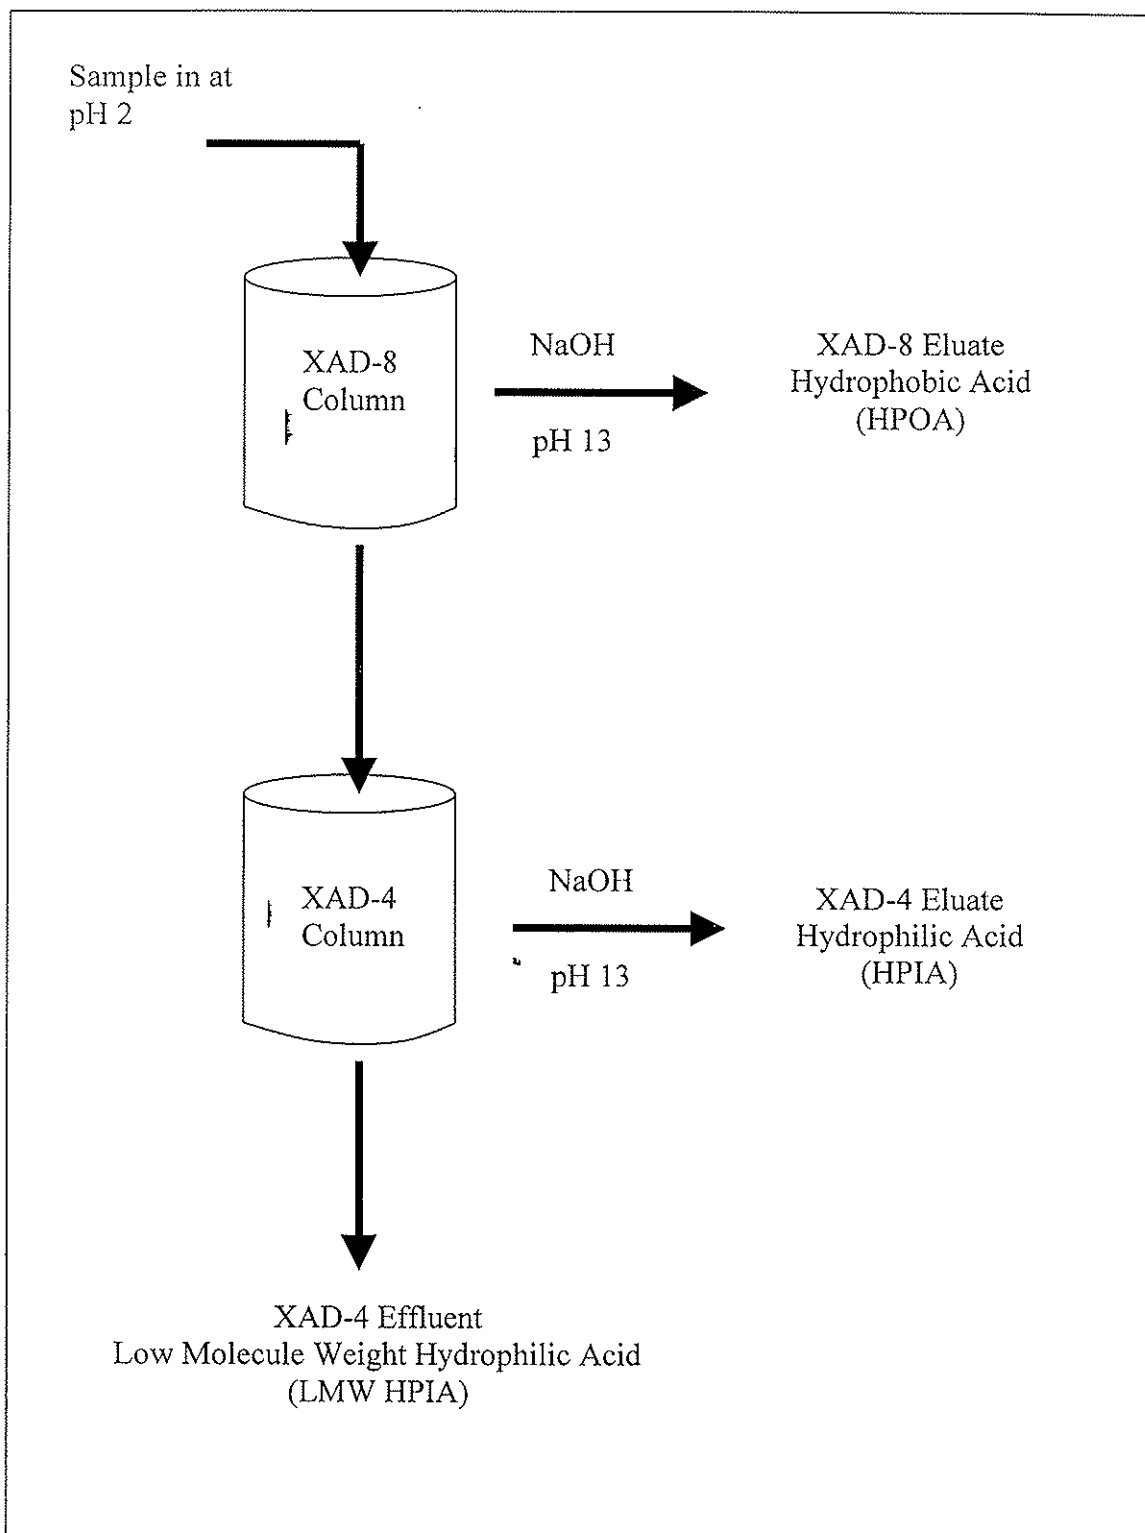 Sample in at
pH 2
XAD-8
Column
NaOH
pH 13
XAD-8 Eluate
Hydrophobic Acid
(HPOA)
XAD-4
Column
NaOH
pH 13
XAD-4 Eluate
Hydrophilic Acid
(HPIA)
XAD-4 Effluent
Low Molecule Weight Hydrophilic Acid
(LMW HPIA)